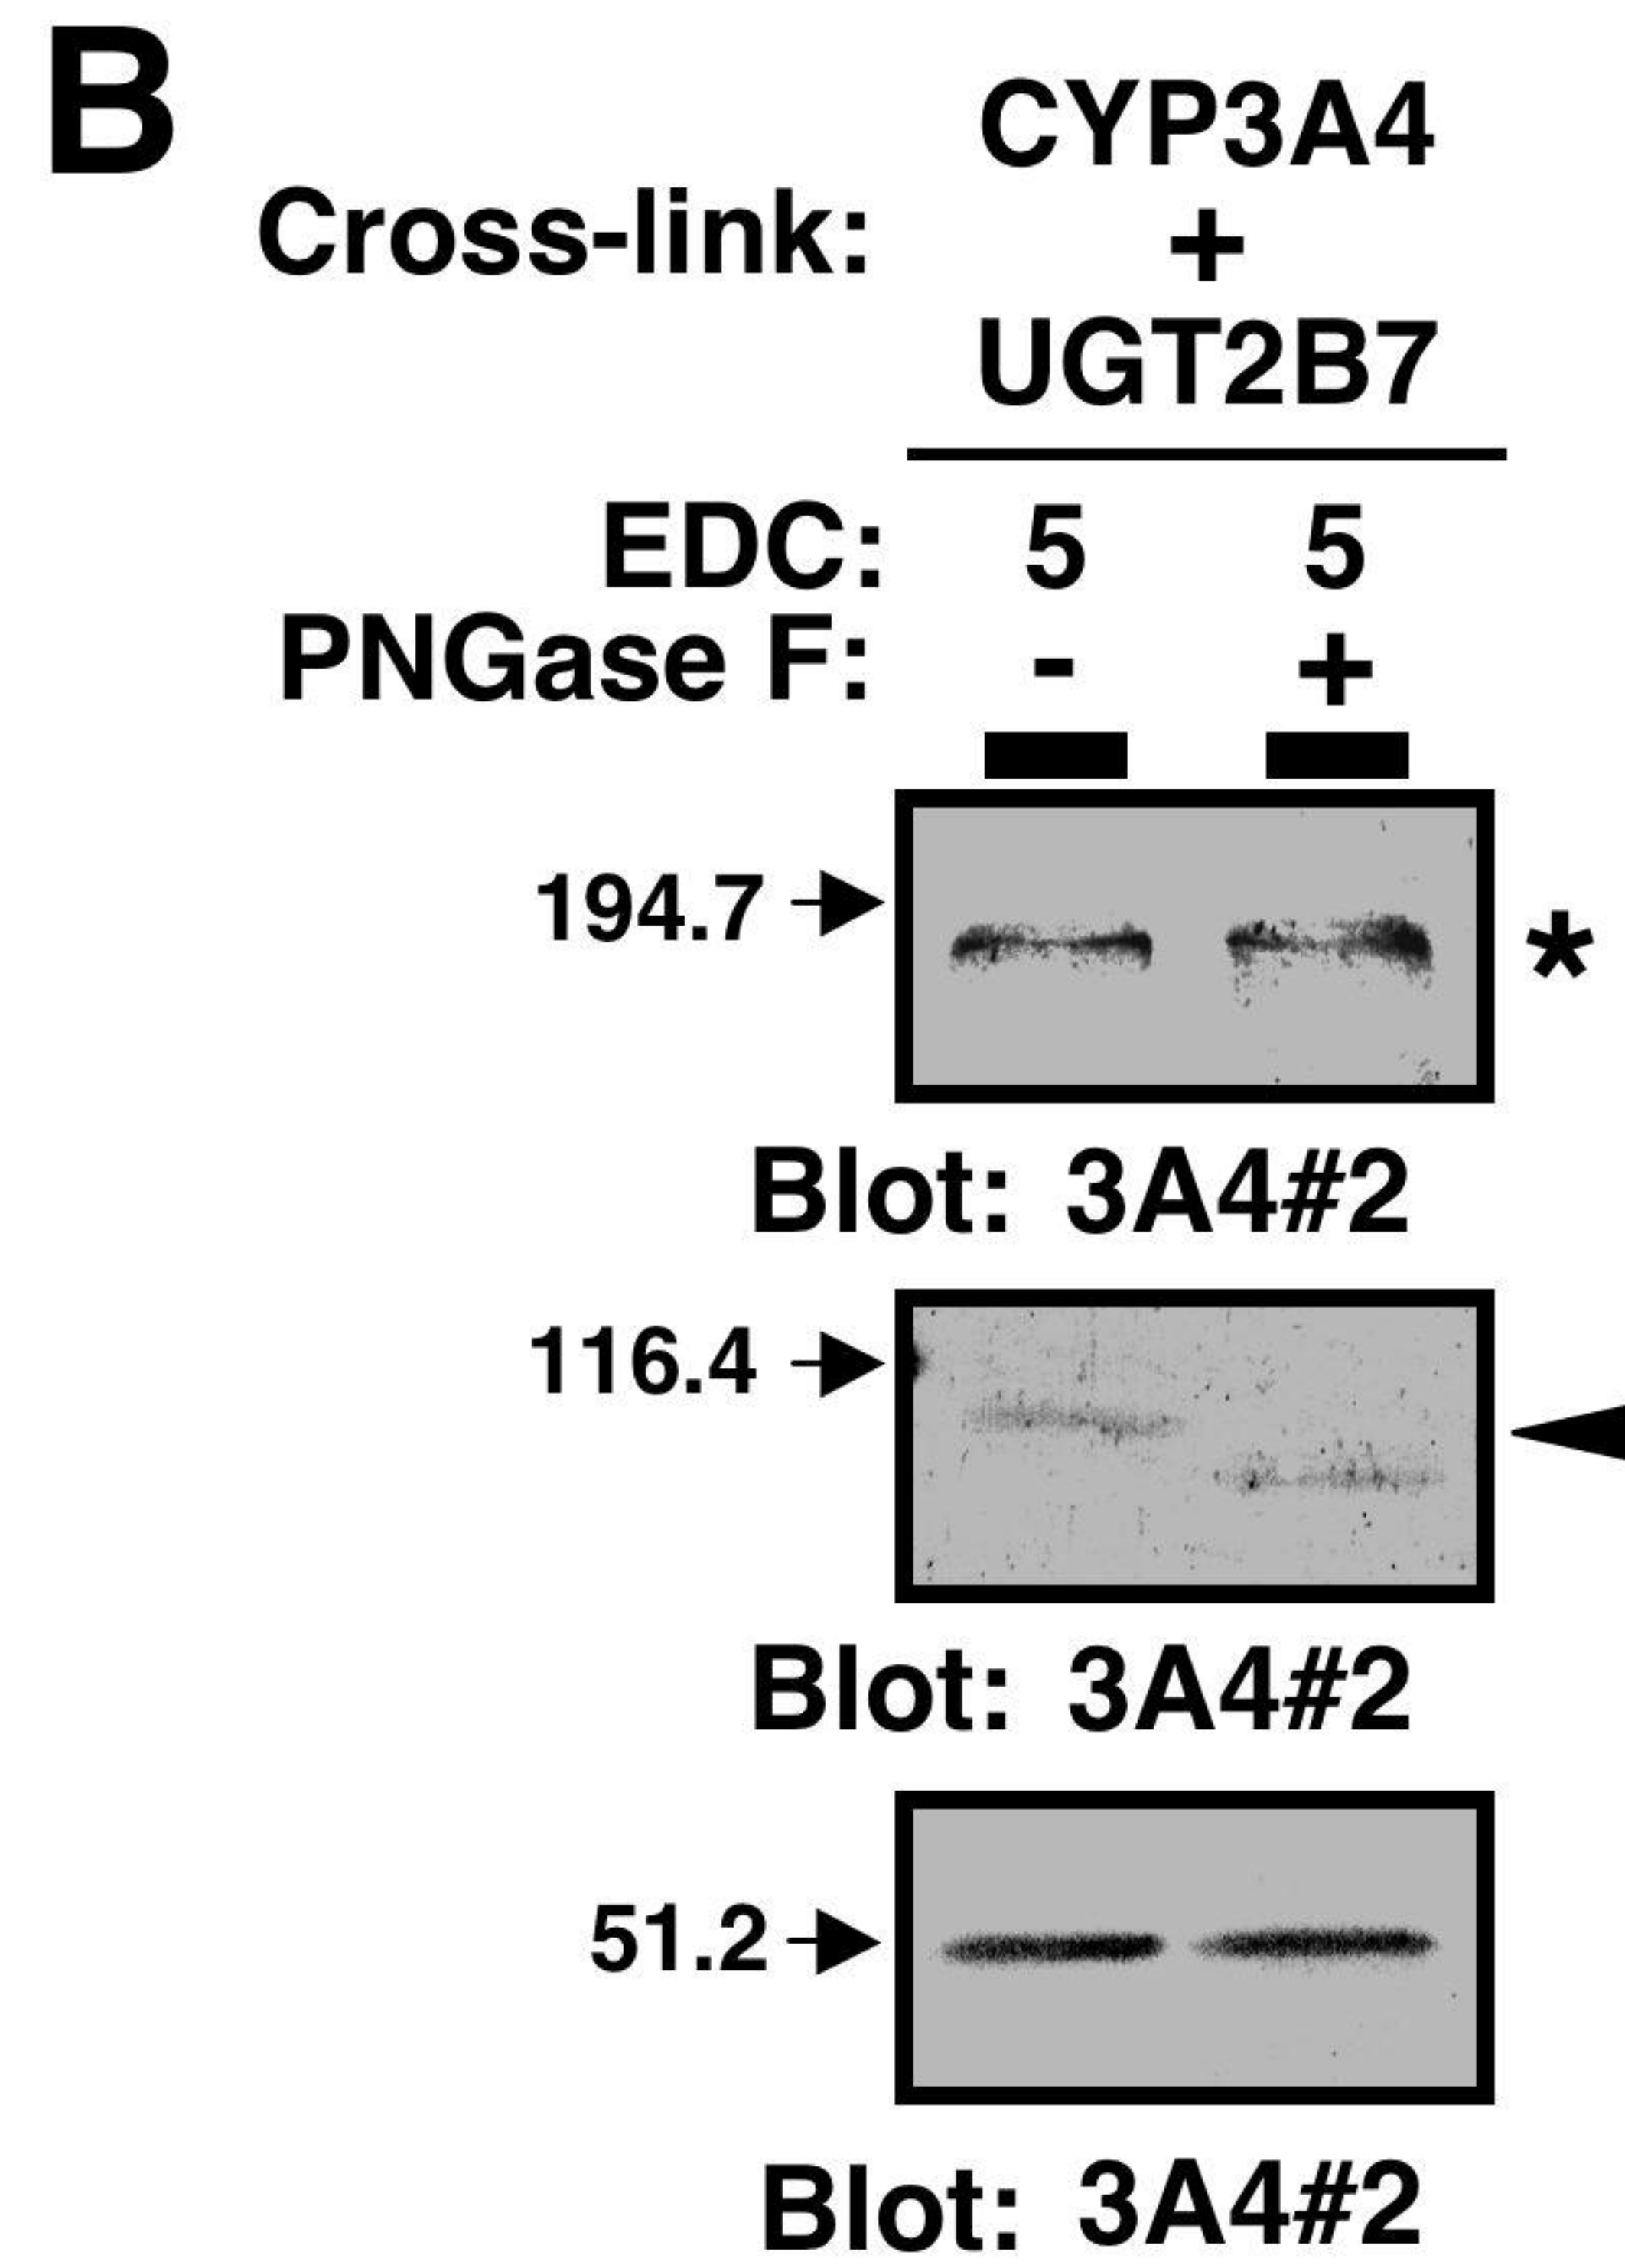 B
CYP3A4
Cross-link: +
UGT2B7
EDC: 5 5
PNGase F: - +
194.7
*
Blot: 3A4#2
116.4
Blot: 3A4#2
51.2
Blot: 3A4#2